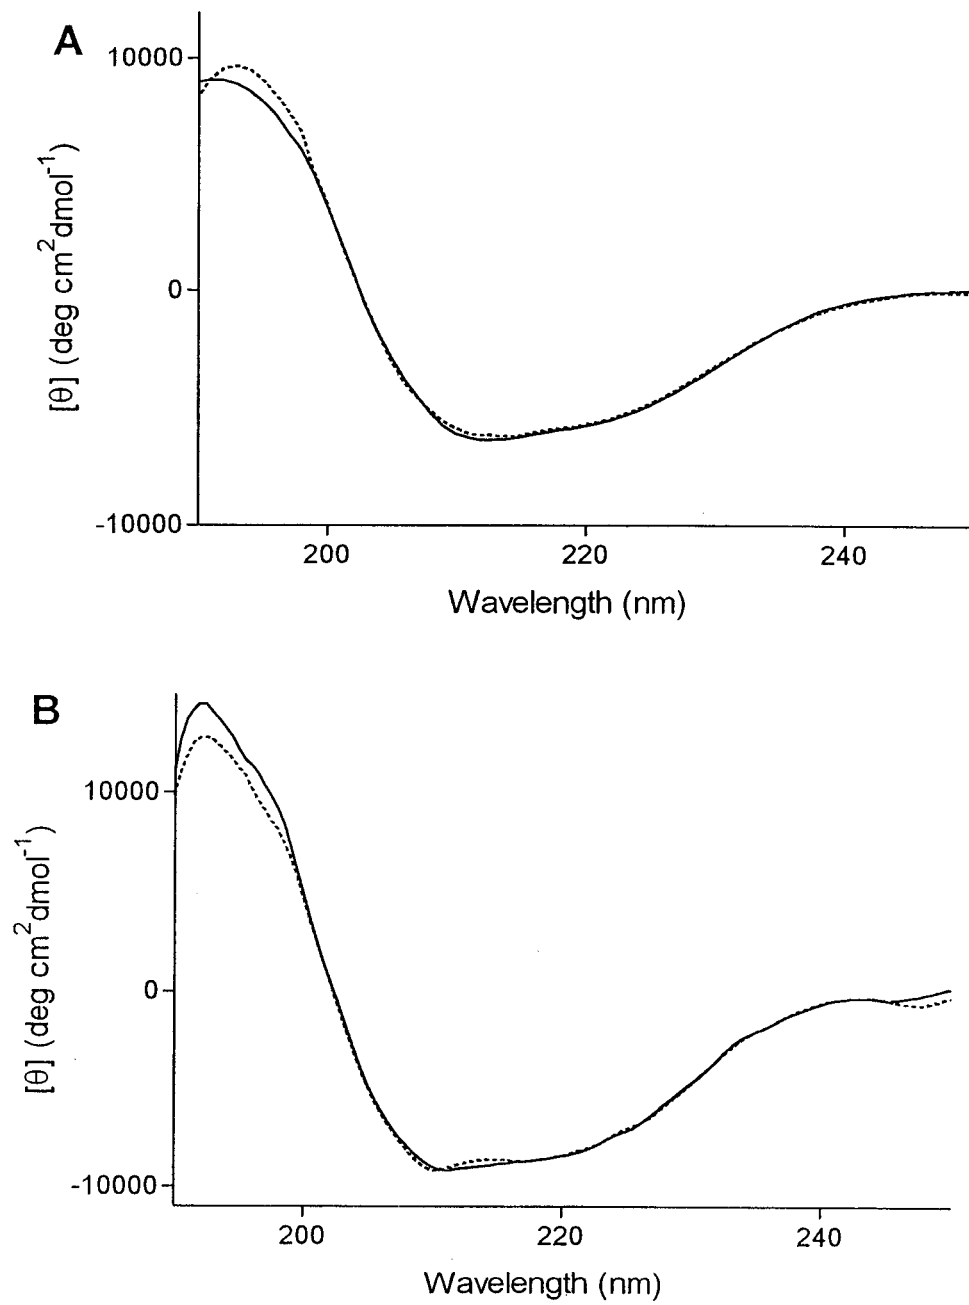 A
10000
0
-10000
[θ] (deg cm²dmol⁻¹)
200 220 240
Wavelength (nm)
B
10000
0
-10000
[θ] (deg cm²dmol⁻¹)
200 220 240
Wavelength (nm)